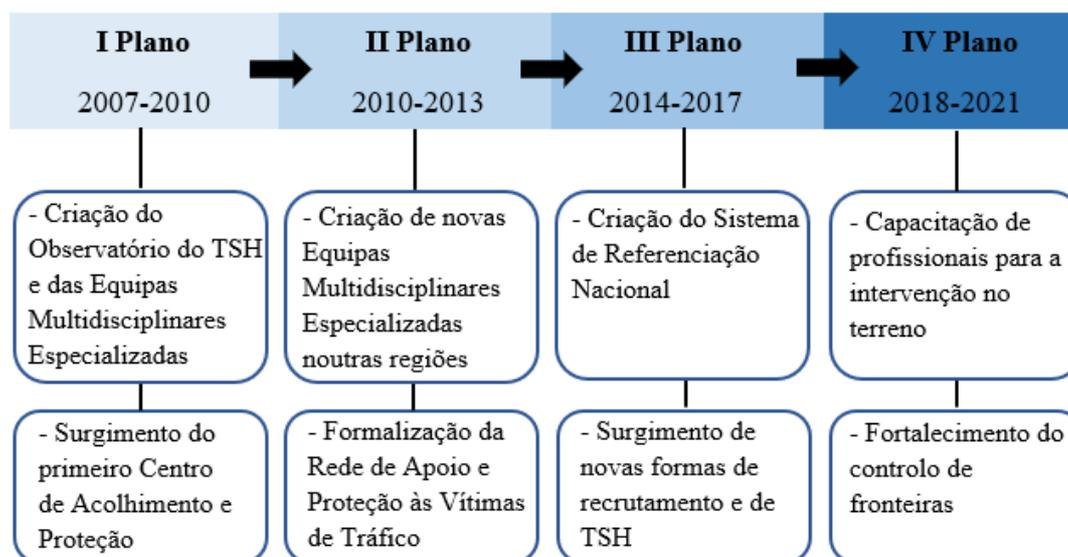 I Plano
2007-2010
II Plano
2010-2013
III Plano
2014-2017
IV Plano
2018-2021
- Criação do
Observatório do TSH
e das Equipas
Multidisciplinares
Especializadas
- Criação de novas
Equipas
Multidisciplinares
Especializadas
noutras regiões
- Criação do Sistema
de Referenciação
Nacional
- Capacitação de
profissionais para a
intervenção no
terreno
- Surgimento do
primeiro Centro
de Acolhimento e
Proteção
- Formalização da
Rede de Apoio e
Proteção às Vítimas
de Tráfico
- Surgimento de
novas formas de
recrutamento e de
TSH
- Fortalecimento do
controlo de
fronteiras